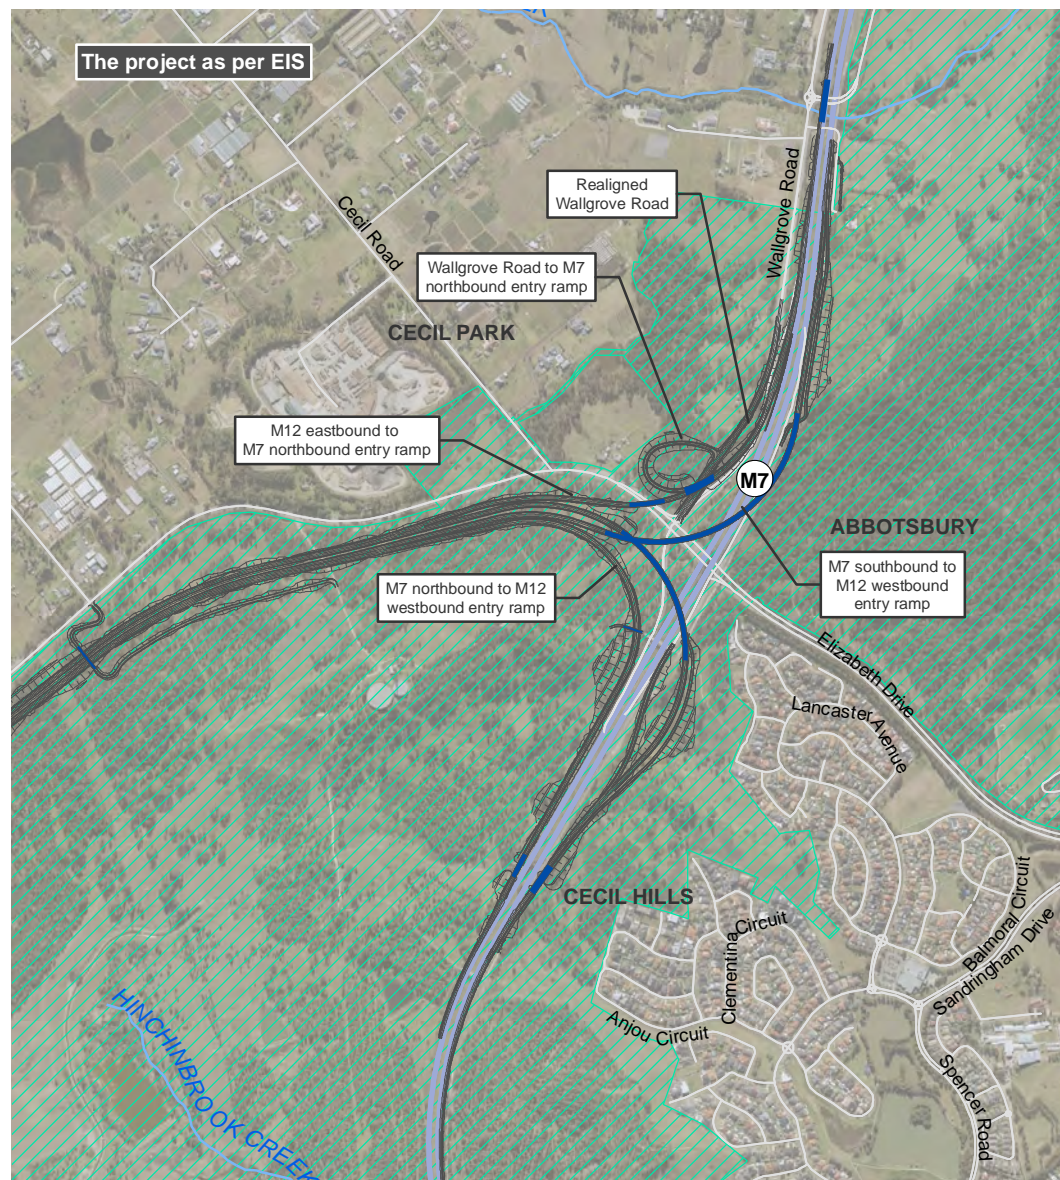 The project as per EIS
Realigned
Wallgrove Road
Wallgrove Road
Wallgrove Road to M7
northbound entry ramp
Cecil Road
CECIL PARK
M12 eastbound to
M7 northbound entry ramp
M7
ABBOTSBURY
M7 southbound to
M12 westbound
entry ramp
M7 northbound to M12
westbound entry ramp
Elizabeth Drive
Lancaster Avenue
CECIL HILLS
Clementina Circuit
Balmoral Circuit
Sandringham Drive
Anjou Circuit
Spencer Road
HINCHINBROOK CREEK